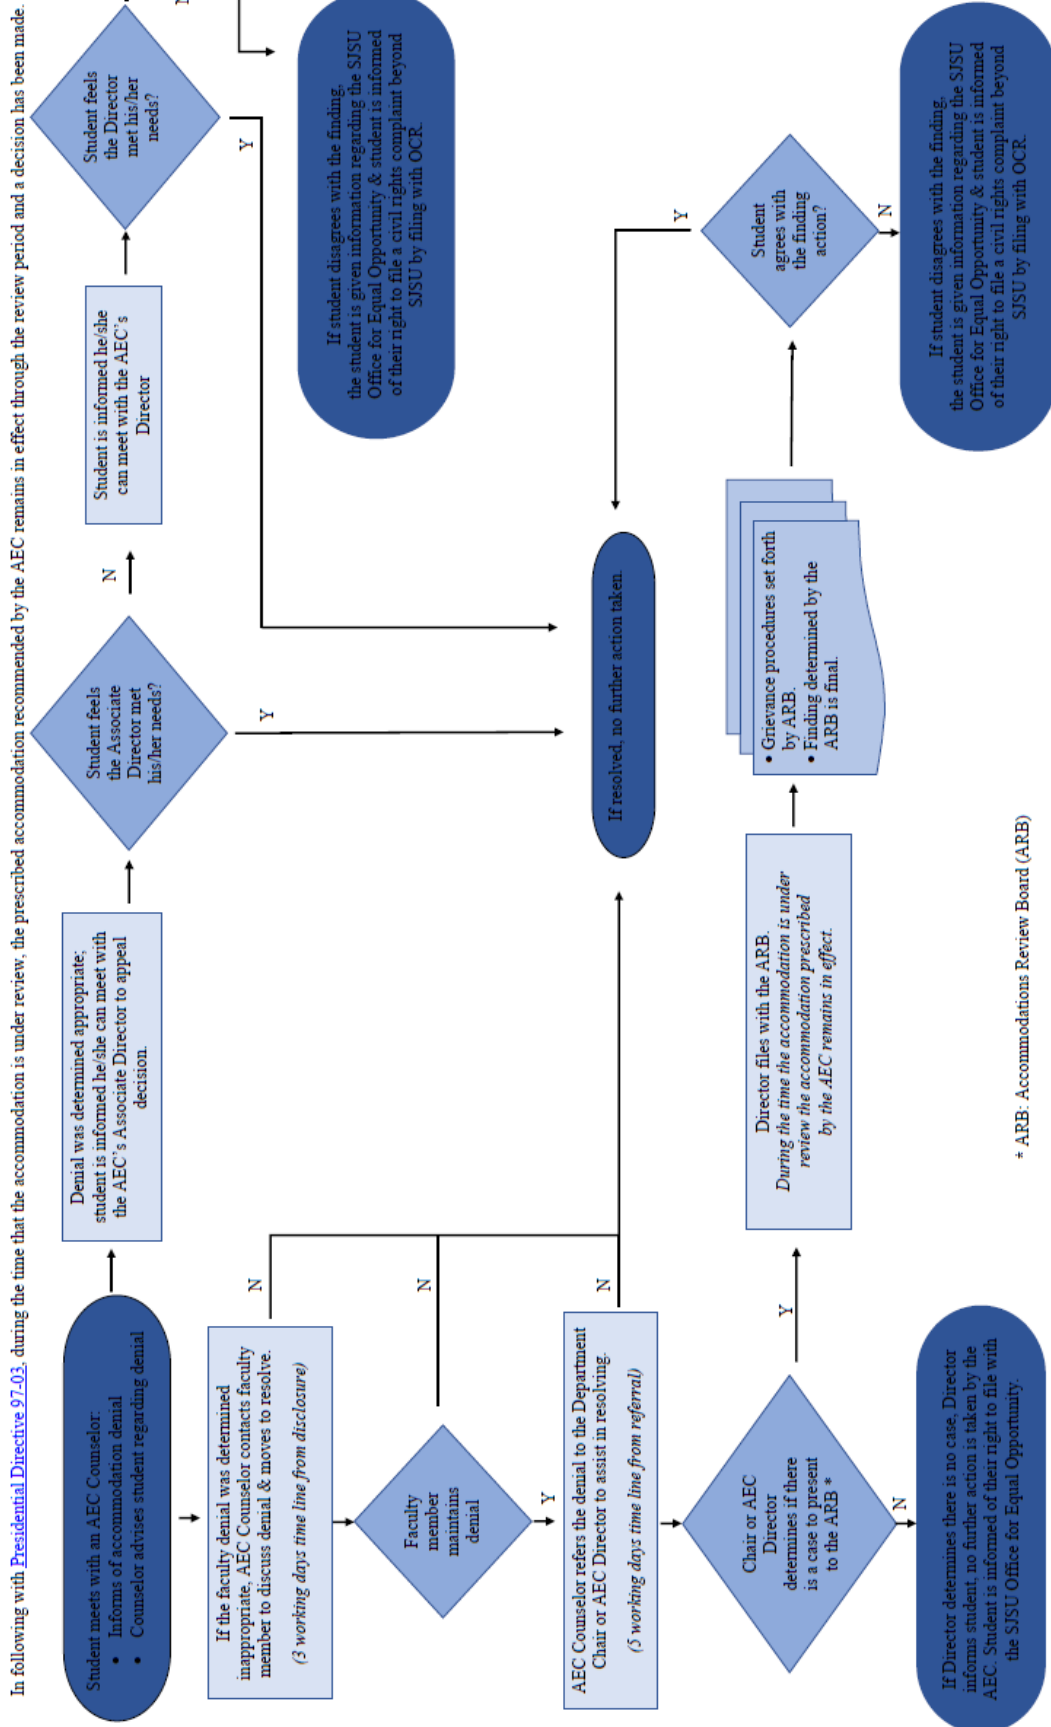 In following with Presidential Directive 97-03, during the time that the accommodation is under review, the prescribed accommodation recommended by the AEC remains in effect through the review period and a decision has been made.
Student meets with an AEC Counselor:
• Informs of accommodation denial
• Counselor advises student regarding denial
Denial was determined appropriate;
student is informed he/she can meet with
the AEC's Associate Director to appeal
decision.
Student feels
the Associate
Director met
his/her needs?
N
Y
Student is informed he/she
can meet with the AEC's
Director
Student feels
the Director
met his/her
needs?
N
Y
If student disagrees with the finding,
the student is given information regarding the SJSU
Office for Equal Opportunity & student is informed
of their right to file a civil rights complaint beyond
SJSU by filing with OCR.
If the faculty denial was determined
inappropriate, AEC Counselor contacts faculty
member to discuss denial & moves to resolve.
(3 working days time line from disclosure)
N
Faculty
member
maintains
denial
N
Y
AEC Counselor refers the denial to the Department
Chair or AEC Director to assist in resolving.
(5 working days time line from referral)
N
If resolved, no further action taken.
Chair or AEC
Director
determines if there
is a case to present
to the ARB *
Y
N
Director files with the ARB.
During the time the accommodation is under
review the accommodation prescribed
by the AEC remains in effect.
• Grievance procedures set forth
by ARB.
• Finding determined by the
ARB is final.
Student
agrees with
the finding
action?
Y
N
If Director determines there is no case, Director
informs student, no further action is taken by the
AEC. Student is informed of their right to file with
the SJSU Office for Equal Opportunity.
If student disagrees with the finding,
the student is given information regarding the SJSU
Office for Equal Opportunity & student is informed
of their right to file a civil rights complaint beyond
SJSU by filing with OCR.
* ARB: Accommodations Review Board (ARB)